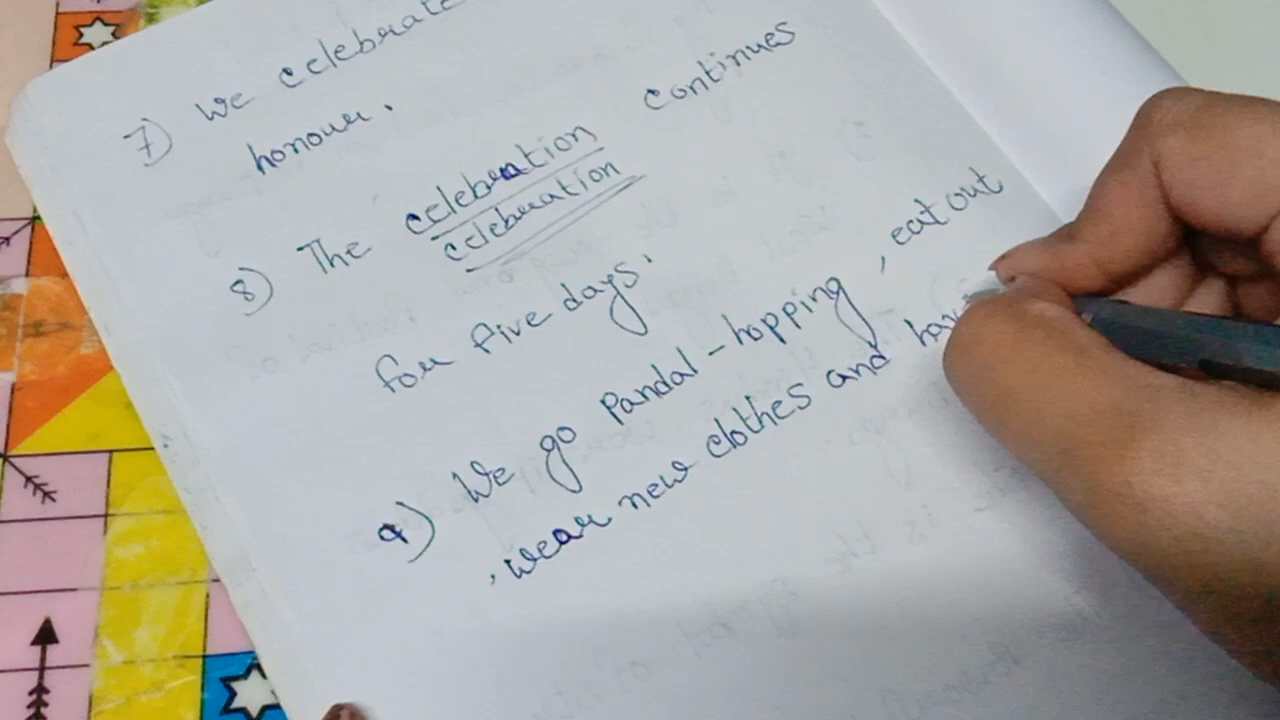 7) We celebrate
honour.
8) The celebration continues
celebration
for five days.
9) We go Pandal-hopping, eat out
, wear new clothes and hav